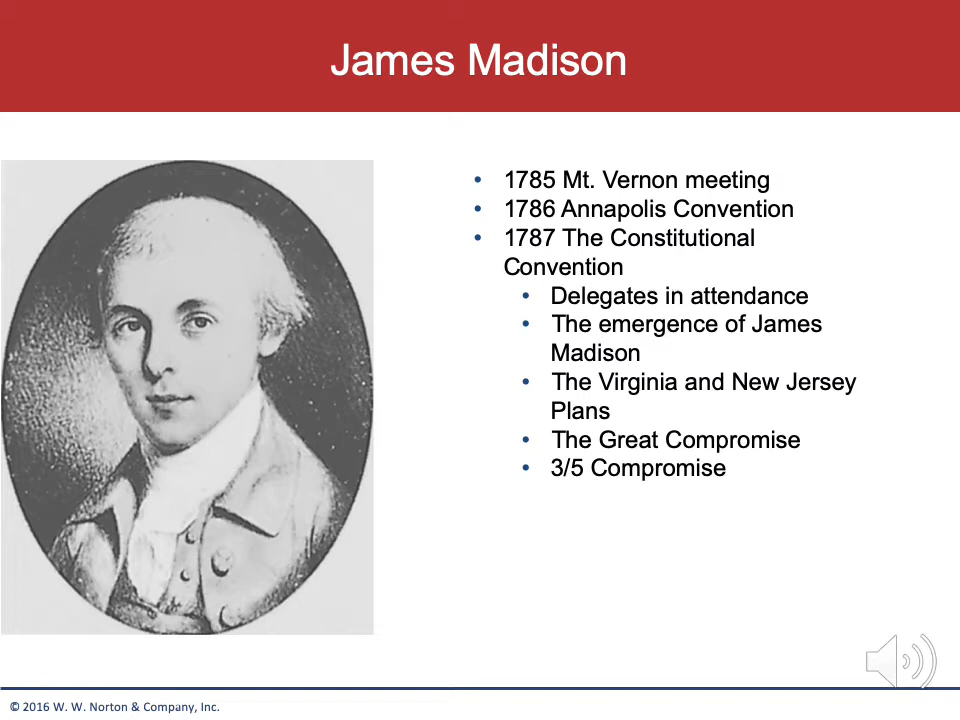 James Madison
• 1785 Mt. Vernon meeting
• 1786 Annapolis Convention
• 1787 The Constitutional
Convention
• Delegates in attendance
• The emergence of James
Madison
• The Virginia and New Jersey
Plans
• The Great Compromise
• 3/5 Compromise
© 2016 W. W. Norton & Company, Inc.